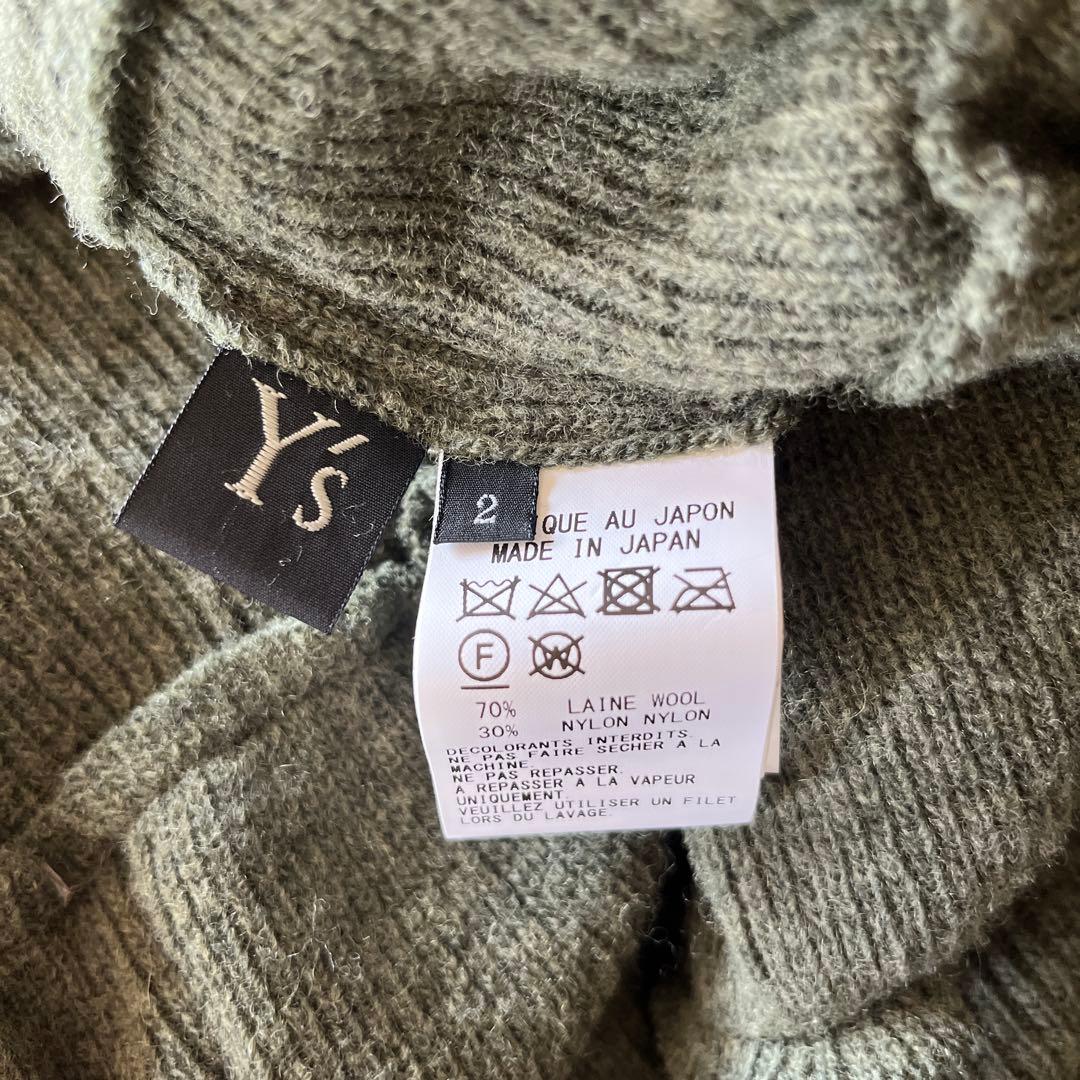 Y's
2
IQUE AU JAPON
MADE IN JAPAN
F W
70% LAINE WOOL
30% NYLON NYLON
DECOLORANTS INTERDITS.
NE PAS FAIRE SECHER A LA
MACHINE.
NE PAS REPASSER.
A REPASSER A LA VAPEUR
UNIQUEMENT.
VEUILLEZ UTILISER UN FILET
LORS DU LAVAGE.